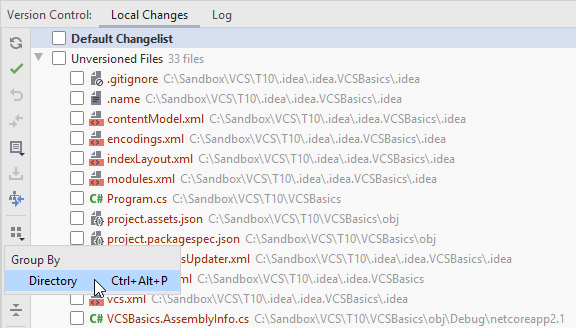 Version Control: Local Changes Log
Default Changelist
Unversioned Files 33 files
.gitignore C:\Sandbox\VCS\T10\.idea\.idea.VCSBasics\.idea
.name C:\Sandbox\VCS\T10\.idea\.idea.VCSBasics\.idea
contentModel.xml C:\Sandbox\VCS\T10\.idea\.idea.VCSBasics\.idea
encodings.xml C:\Sandbox\VCS\T10\.idea\.idea.VCSBasics\.idea
indexLayout.xml C:\Sandbox\VCS\T10\.idea\.idea.VCSBasics\.idea
modules.xml C:\Sandbox\VCS\T10\.idea\.idea.VCSBasics\.idea
C# Program.cs C:\Sandbox\VCS\T10\VCSBasics
project.assets.json C:\Sandbox\VCS\T10\VCSBasics\obj
project.packagespec.json C:\Sandbox\VCS\T10\VCSBasics\obj
Group By
sUpdater.xml C:\Sandbox\VCS\T10\.idea\.idea.VCSBasics\.idea
Directory Ctrl+Alt+P
ml C:\Sandbox\VCS\T10\.idea\.idea.VCSBasics\.idea
vcs.xml C:\Sandbox\VCS\T10\.idea\.idea.VCSBasics\.idea
C# VCSBasics.AssemblyInfo.cs C:\Sandbox\VCS\T10\VCSBasics\obj\Debug\netcoreapp2.1